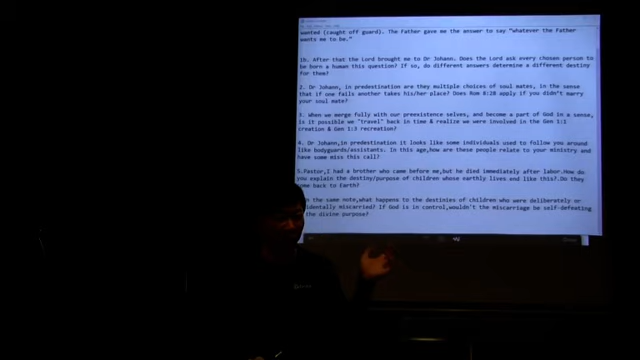 wanted (caught off guard). The Father gave me the answer to say "Whatever the Father
wants me to be."
1b. After that the Lord brought me to Dr Johann. Does the Lord ask every chosen person to
be born a human this question? If so, do different answers determine a different destiny
for them?
2. Dr Johann, in predestination are they multiple choices of soul mates, in the sense
that if one fails another takes his/her place? Does Rom 8:28 apply if you didn't marry
your soul mate?
3. When we merge fully with our preexistence selves, and become a part of God in a sense,
is it possible we "travel" back in time & realize we were involved in the Gen 1:1
creation & Gen 1:3 recreation?
4. Dr Johann,in predestination it looks like some individuals used to follow you around
like bodyguards/assistants. In this age,how are these people relate to your ministry and
have some miss this call?
5.Pastor,I had a brother who came before me,but he died immediately after labor.How do
you explain the destiny/purpose of children whose earthly lives end like this? Do they
come back to Earth?
n the same note,what happens to the destinies of children who were deliberately or
identally miscarried? If God is in control,wouldn't the miscarriage be self-defeating
the divine purpose?